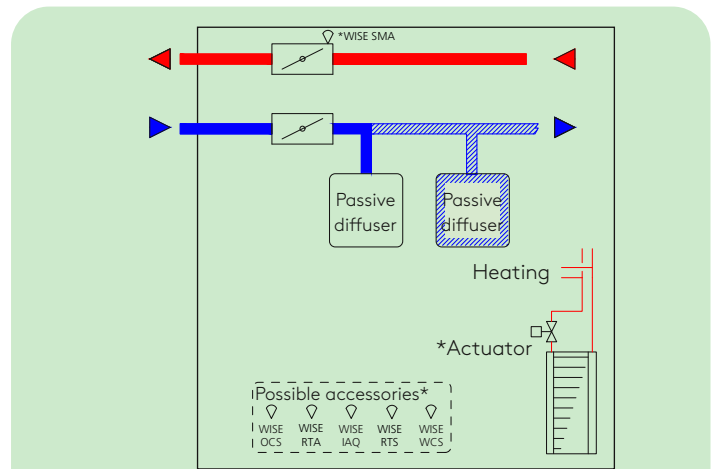 *WISE SMA
Passive
diffuser
Passive
diffuser
Heating
*Actuator
Possible accessories*
WISE
OCS
WISE
RTA
WISE
IAQ
WISE
RTS
WISE
WCS